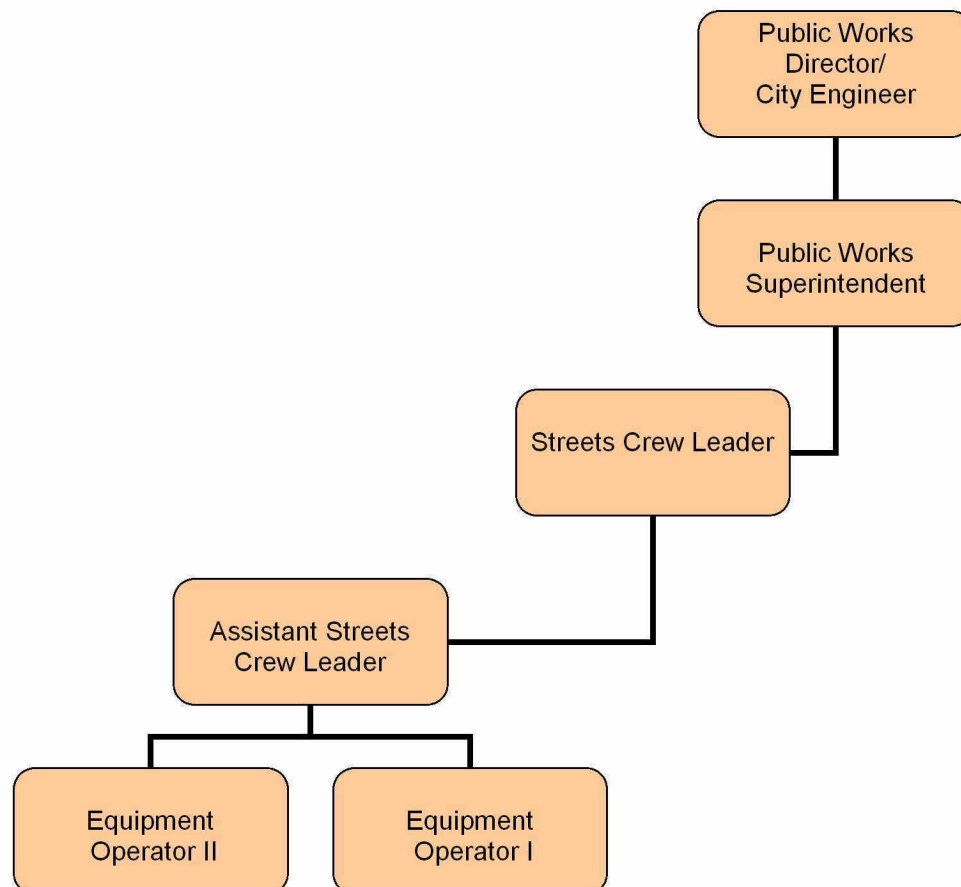 Public Works
Director/
City Engineer
Public Works
Superintendent
Streets Crew Leader
Assistant Streets
Crew Leader
Equipment
Operator II
Equipment
Operator I